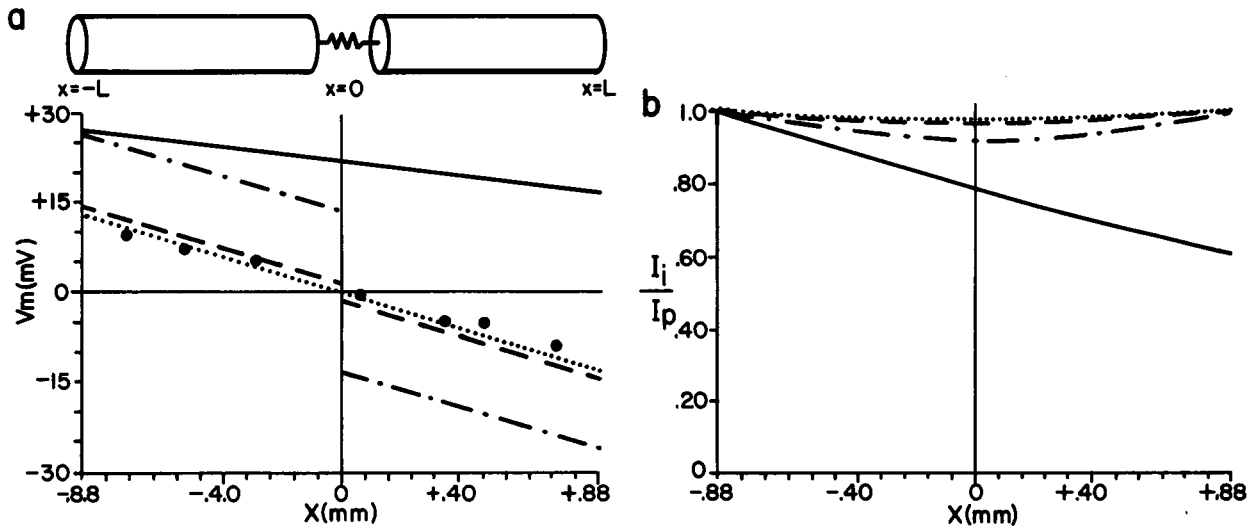 a
x=-L
x=0
x=L
+30
+15
0
-15
-30
Vm(mV)
-.88
-.40
0
+.40
+.88
X(mm)
b
1.0
.80
.60
.40
.20
0
Ii
Ip
-.88
-.40
0
+.40
+.88
X(mm)